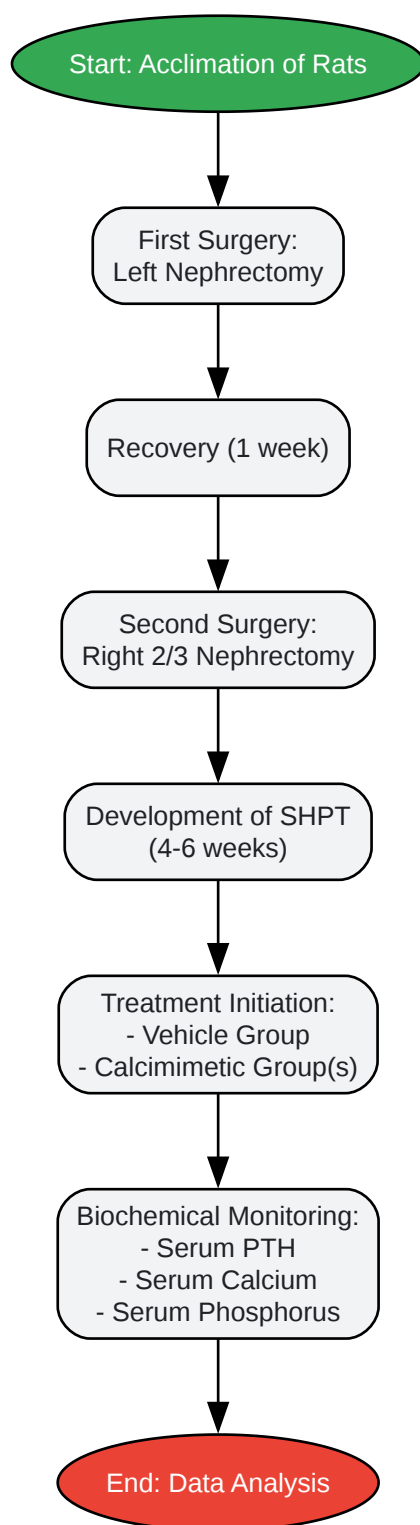 Start: Acclimation of Rats
First Surgery:
Left Nephrectomy
Recovery (1 week)
Second Surgery:
Right 2/3 Nephrectomy
Development of SHPT
(4-6 weeks)
Treatment Initiation:
- Vehicle Group
- Calcimimetic Group(s)
Biochemical Monitoring:
- Serum PTH
- Serum Calcium
- Serum Phosphorus
End: Data Analysis